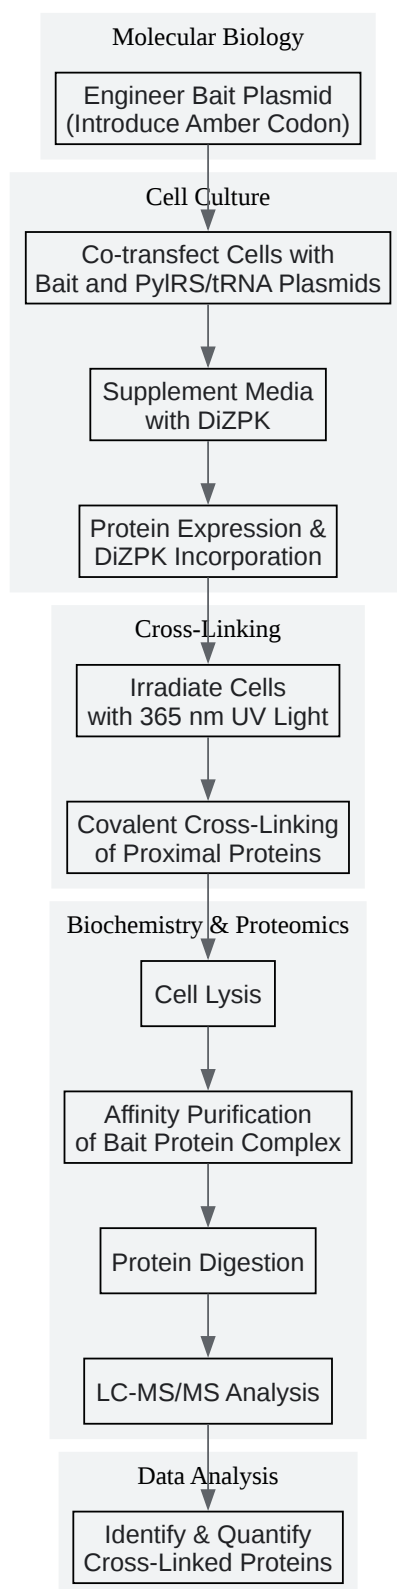 Molecular Biology
Engineer Bait Plasmid
(Introduce Amber Codon)
Cell Culture
Co-transfect Cells with
Bait and PylRS/tRNA Plasmids
Supplement Media
with DiZPK
Protein Expression &
DiZPK Incorporation
Cross-Linking
Irradiate Cells
with 365 nm UV Light
Covalent Cross-Linking
of Proximal Proteins
Biochemistry & Proteomics
Cell Lysis
Affinity Purification
of Bait Protein Complex
Protein Digestion
LC-MS/MS Analysis
Data Analysis
Identify & Quantify
Cross-Linked Proteins